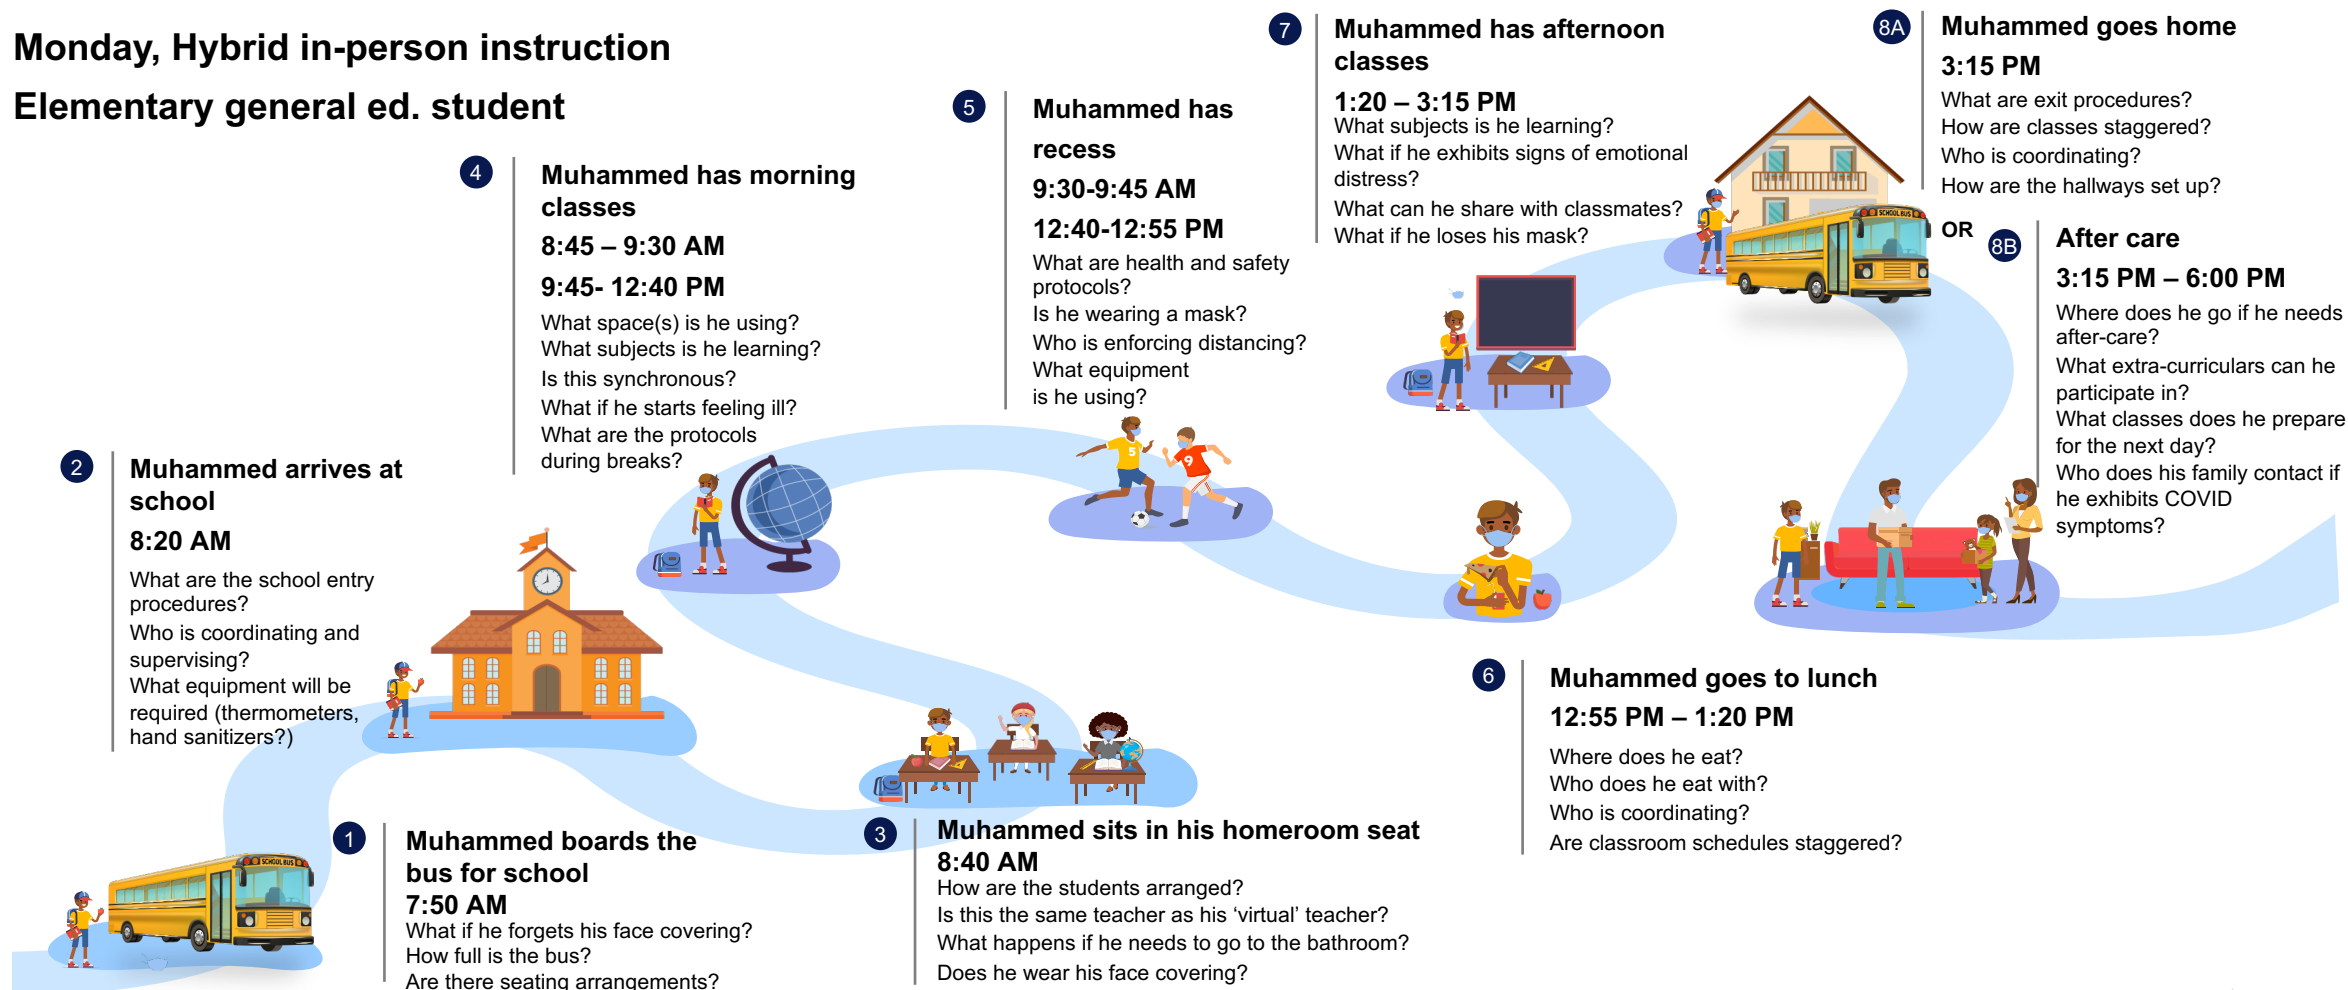 Monday, Hybrid in-person instruction
Elementary general ed. student
1
Muhammed boards the
bus for school
7:50 AM
What if he forgets his face covering?
How full is the bus?
Are there seating arrangements?
SCHOOL BUS
2
Muhammed arrives at
school
8:20 AM
What are the school entry
procedures?
Who is coordinating and
supervising?
What equipment will be
required (thermometers,
hand sanitizers?)
3
Muhammed sits in his homeroom seat
8:40 AM
How are the students arranged?
Is this the same teacher as his ‘virtual’ teacher?
What happens if he needs to go to the bathroom?
Does he wear his face covering?
4
Muhammed has morning
classes
8:45 – 9:30 AM
9:45- 12:40 PM
What space(s) is he using?
What subjects is he learning?
Is this synchronous?
What if he starts feeling ill?
What are the protocols
during breaks?
5
Muhammed has
recess
9:30-9:45 AM
12:40-12:55 PM
What are health and safety
protocols?
Is he wearing a mask?
Who is enforcing distancing?
What equipment
is he using?
5
9
6
Muhammed goes to lunch
12:55 PM – 1:20 PM
Where does he eat?
Who does he eat with?
Who is coordinating?
Are classroom schedules staggered?
7
Muhammed has afternoon
classes
1:20 – 3:15 PM
What subjects is he learning?
What if he exhibits signs of emotional
distress?
What can he share with classmates?
What if he loses his mask?
8A
Muhammed goes home
3:15 PM
What are exit procedures?
How are classes staggered?
Who is coordinating?
How are the hallways set up?
SCHOOL BUS
OR
8B
After care
3:15 PM – 6:00 PM
Where does he go if he needs
after-care?
What extra-curriculars can he
participate in?
What classes does he prepare
for the next day?
Who does his family contact if
he exhibits COVID
symptoms?